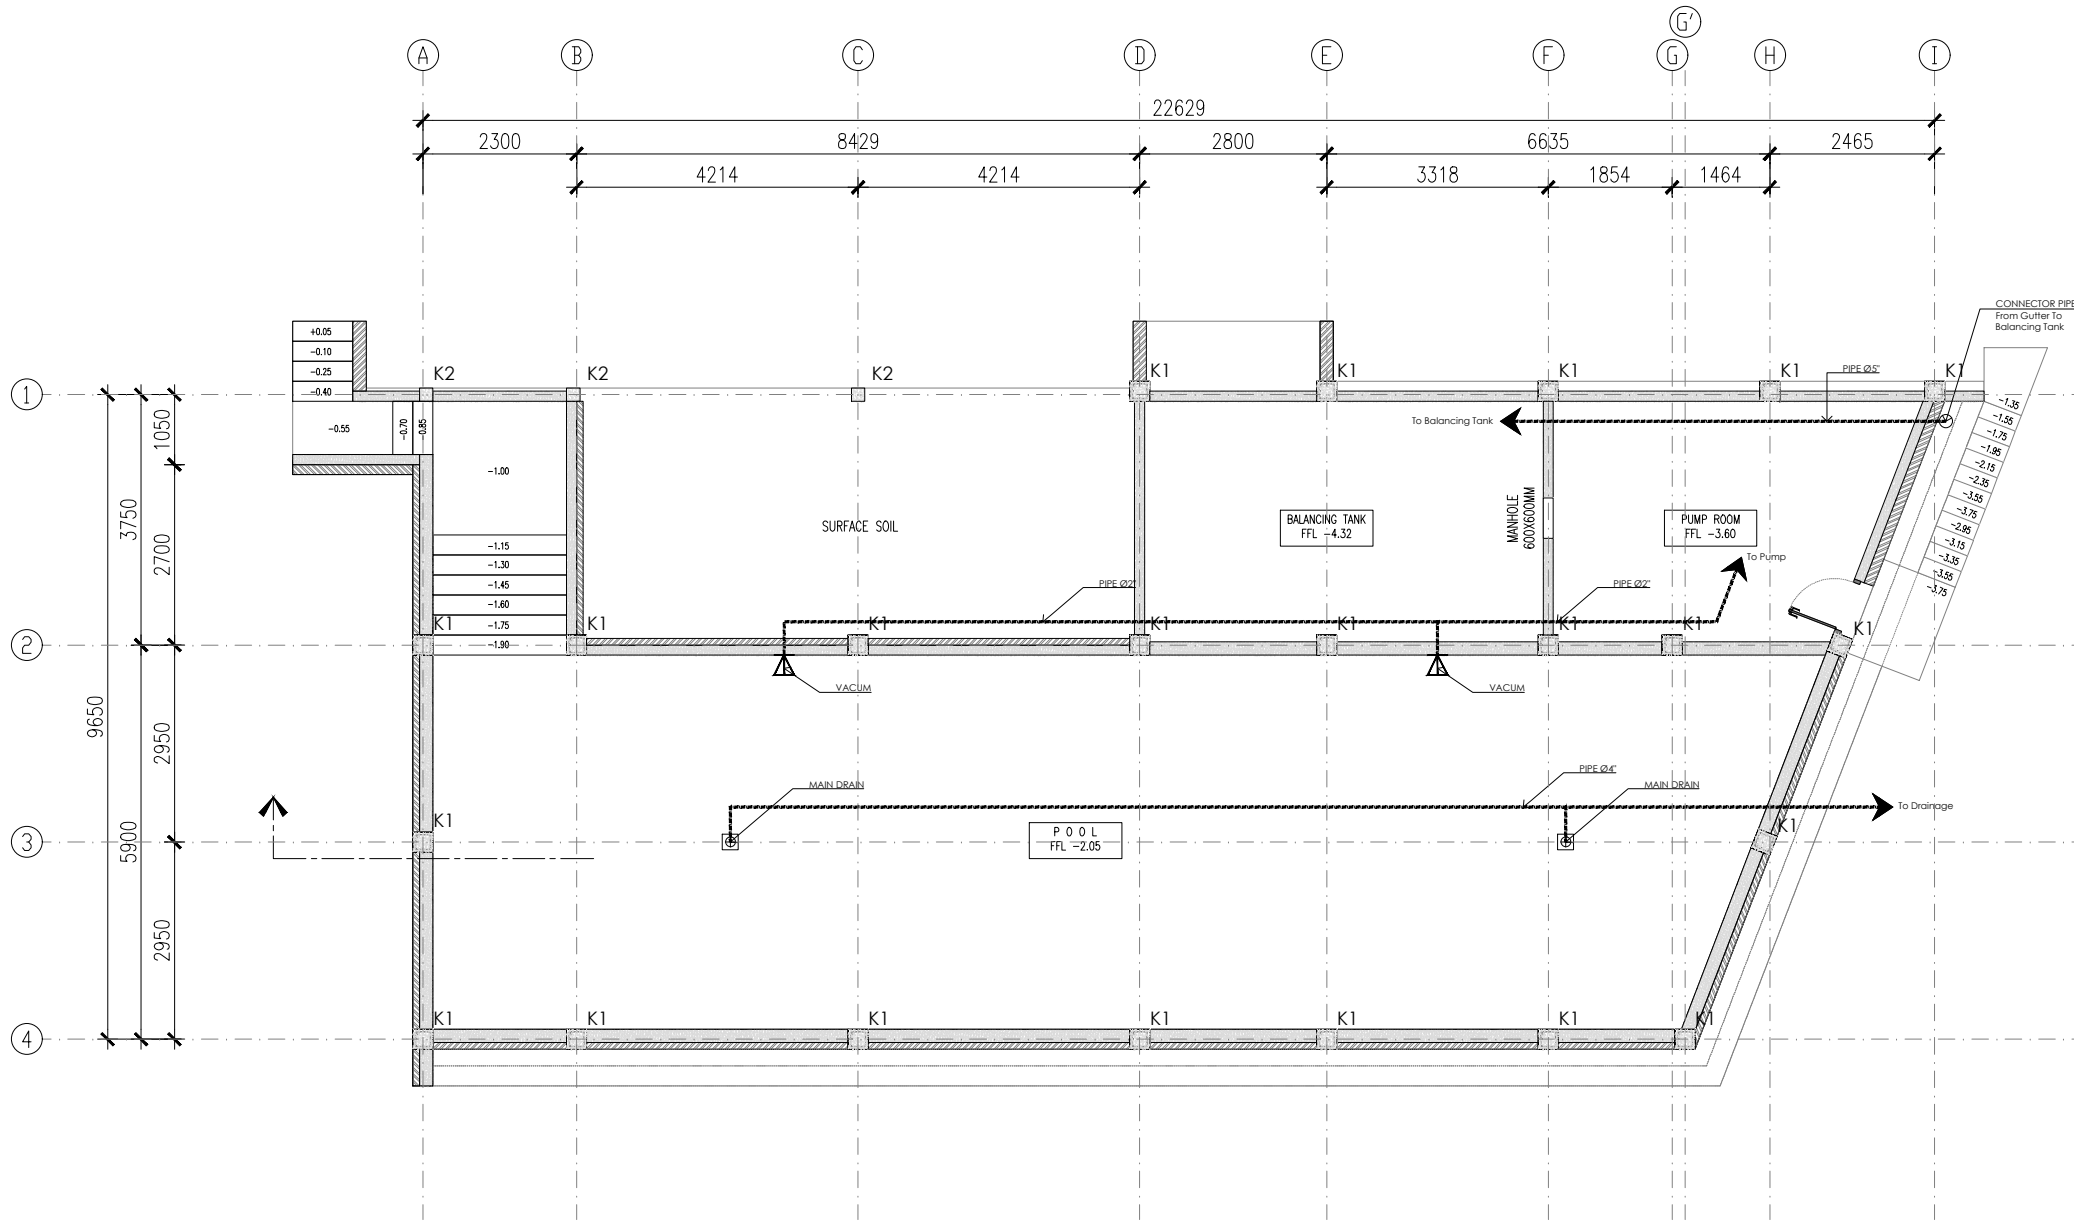 G'
A B C D E F G H I
22629
2300 8429 2800 6635 2465
4214 4214 3318 1854 1464
CONNECTOR PIPE
From Gutter To
Balancing Tank
+0.05
-0.10
-0.25
-0.40
-0.55
-0.70
-0.85
K2 K2 K2 K1 K1 K1 K1 K1
PIPE Ø5"
1
To Balancing Tank
-1.35
-1.55
-1.75
-1.95
-2.15
-2.35
-3.55
-3.75
-2.95
-3.15
-3.35
-3.55
-3.75
1050
3750
2700
-1.00
SURFACE SOIL
BALANCING TANK
FFL -4.32
MANHOLE
600X600MM
PUMP ROOM
FFL -3.60
To Pump
-1.15
-1.30
-1.45
-1.60
-1.75
-1.90
PIPE Ø2"
PIPE Ø2"
K1 K1 K1 K1 K1 K1 K1 K1
2
VACUM
VACUM
9650
5900
2950
PIPE Ø4"
MAIN DRAIN
MAIN DRAIN
To Drainage
K1 K1
POOL
FFL -2.05
3
2950
K1 K1 K1 K1 K1 K1 K1
4